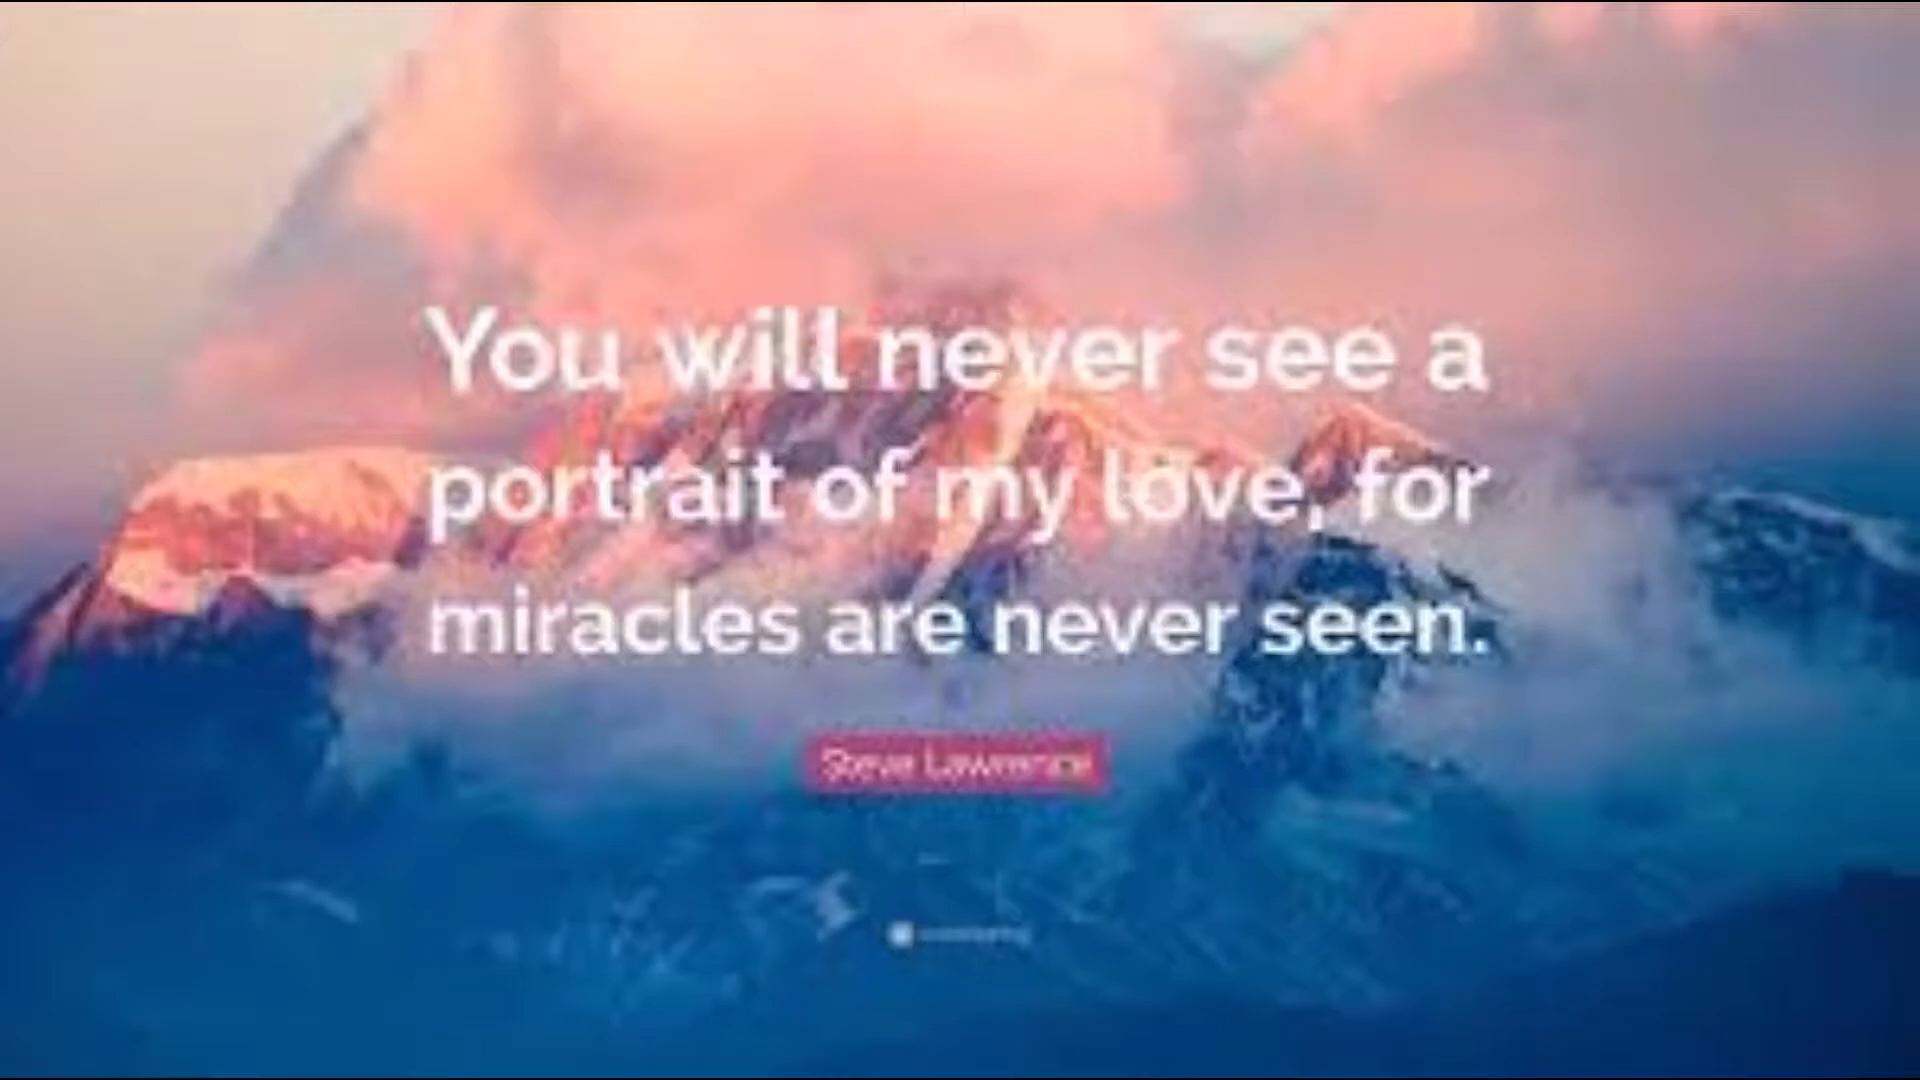 You will never see a
portrait of my love, for
miracles are never seen.
Steve Lawrence